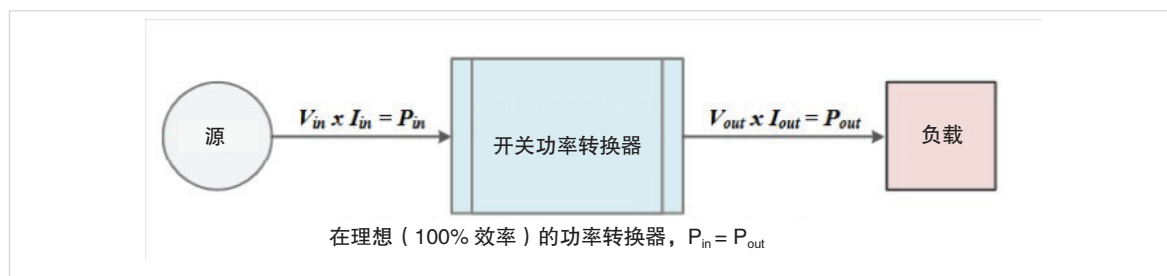 源
V_in x I_in = P_in
开关功率转换器
V_out x I_out = P_out
负载
在理想（100% 效率）的功率转换器，P_in = P_out